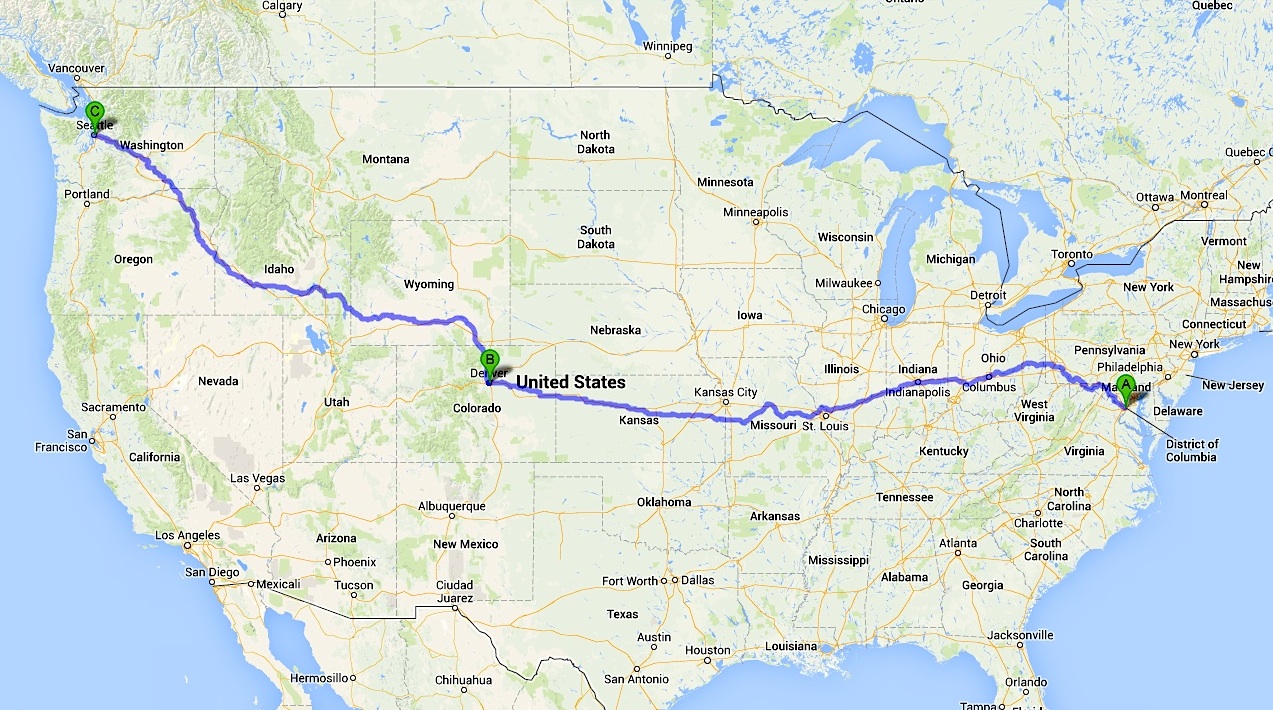 Calgary
Ontario
Quebec
Winnipeg
Vancouver
C
Seattle
Washington
North
Dakota
Montana
Quebec C
Minnesota
Portland
Ottawa
Montreal
Minneapolis
South
Dakota
Wisconsin
Vermont
Oregon
Idaho
Michigan
Toronto
New
Hampshir
Wyoming
Milwaukee
Detroit
New York
Massachus
Chicago
Iowa
Connecticut
Nebraska
New York
Pennsylvania
Ohio
B
Denver
United States
Illinois
Indiana
Philadelphia
Nevada
A
Maryland
New Jersey
Columbus
Utah
Kansas City
Indianapolis
Sacramento
Colorado
West
Virginia
Delaware
Kansas
Missouri
St. Louis
San
Francisco
District of
Columbia
California
Kentucky
Virginia
Las Vegas
North
Carolina
Tennessee
Oklahoma
Albuquerque
Arkansas
Charlotte
Los Angeles
Arizona
New Mexico
Atlanta
South
Carolina
Phoenix
Mississippi
San Diego
Mexicali
Tucson
Ciudad
Juarez
Fort Worth
Dallas
Alabama
Georgia
Texas
Austin
Jacksonville
Houston
Louisiana
Hermosillo
Chihuahua
San Antonio
Orlando
Tampa